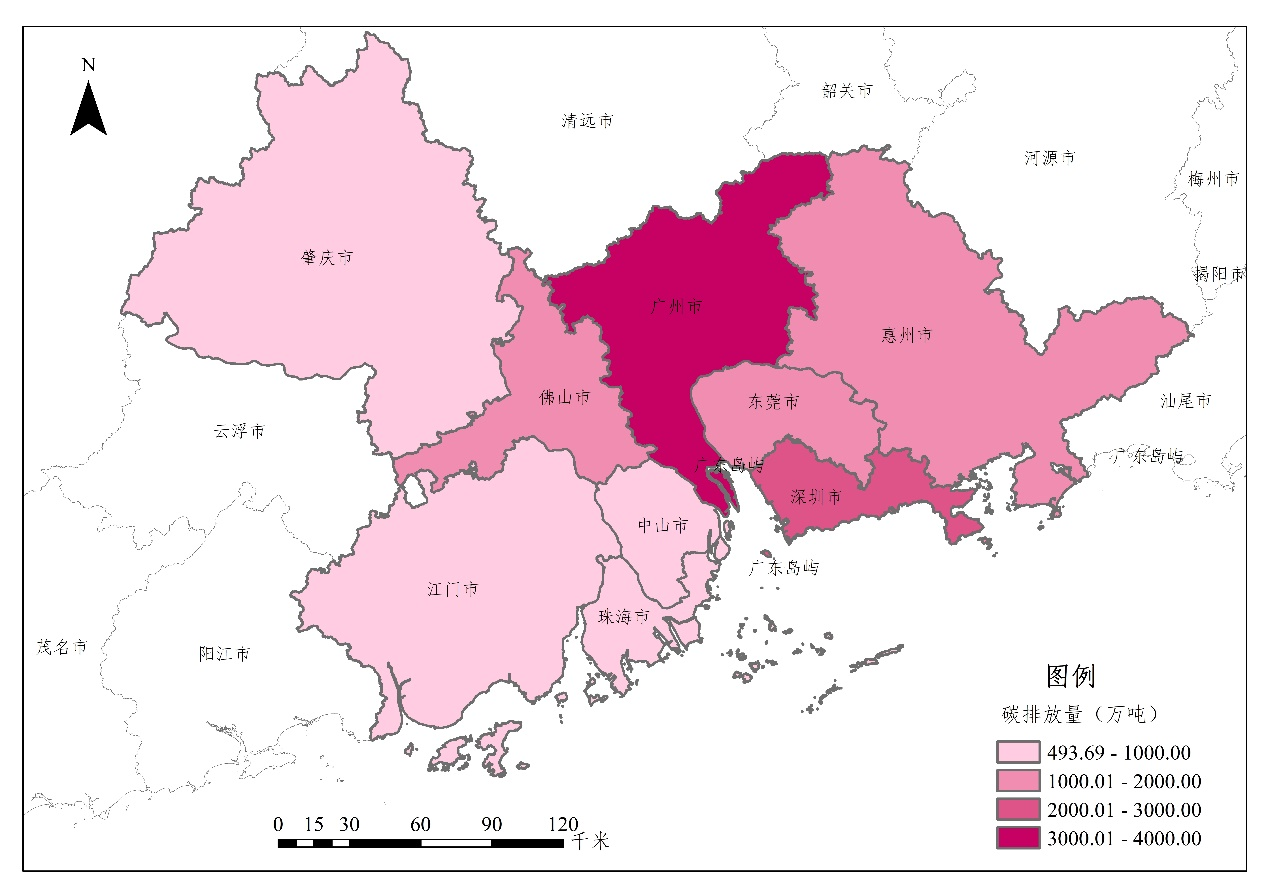 N
韶关市
清远市
河源市
梅州市
肇庆市
揭阳市
广州市
惠州市
佛山市
东莞市
汕尾市
云浮市
广东岛屿
广东岛屿
深圳市
中山市
广东岛屿
江门市
珠海市
茂名市
阳江市
图例
碳排放量（万吨）
493.69 - 1000.00
1000.01 - 2000.00
2000.01 - 3000.00
3000.01 - 4000.00
0 15 30 60 90 120
千米